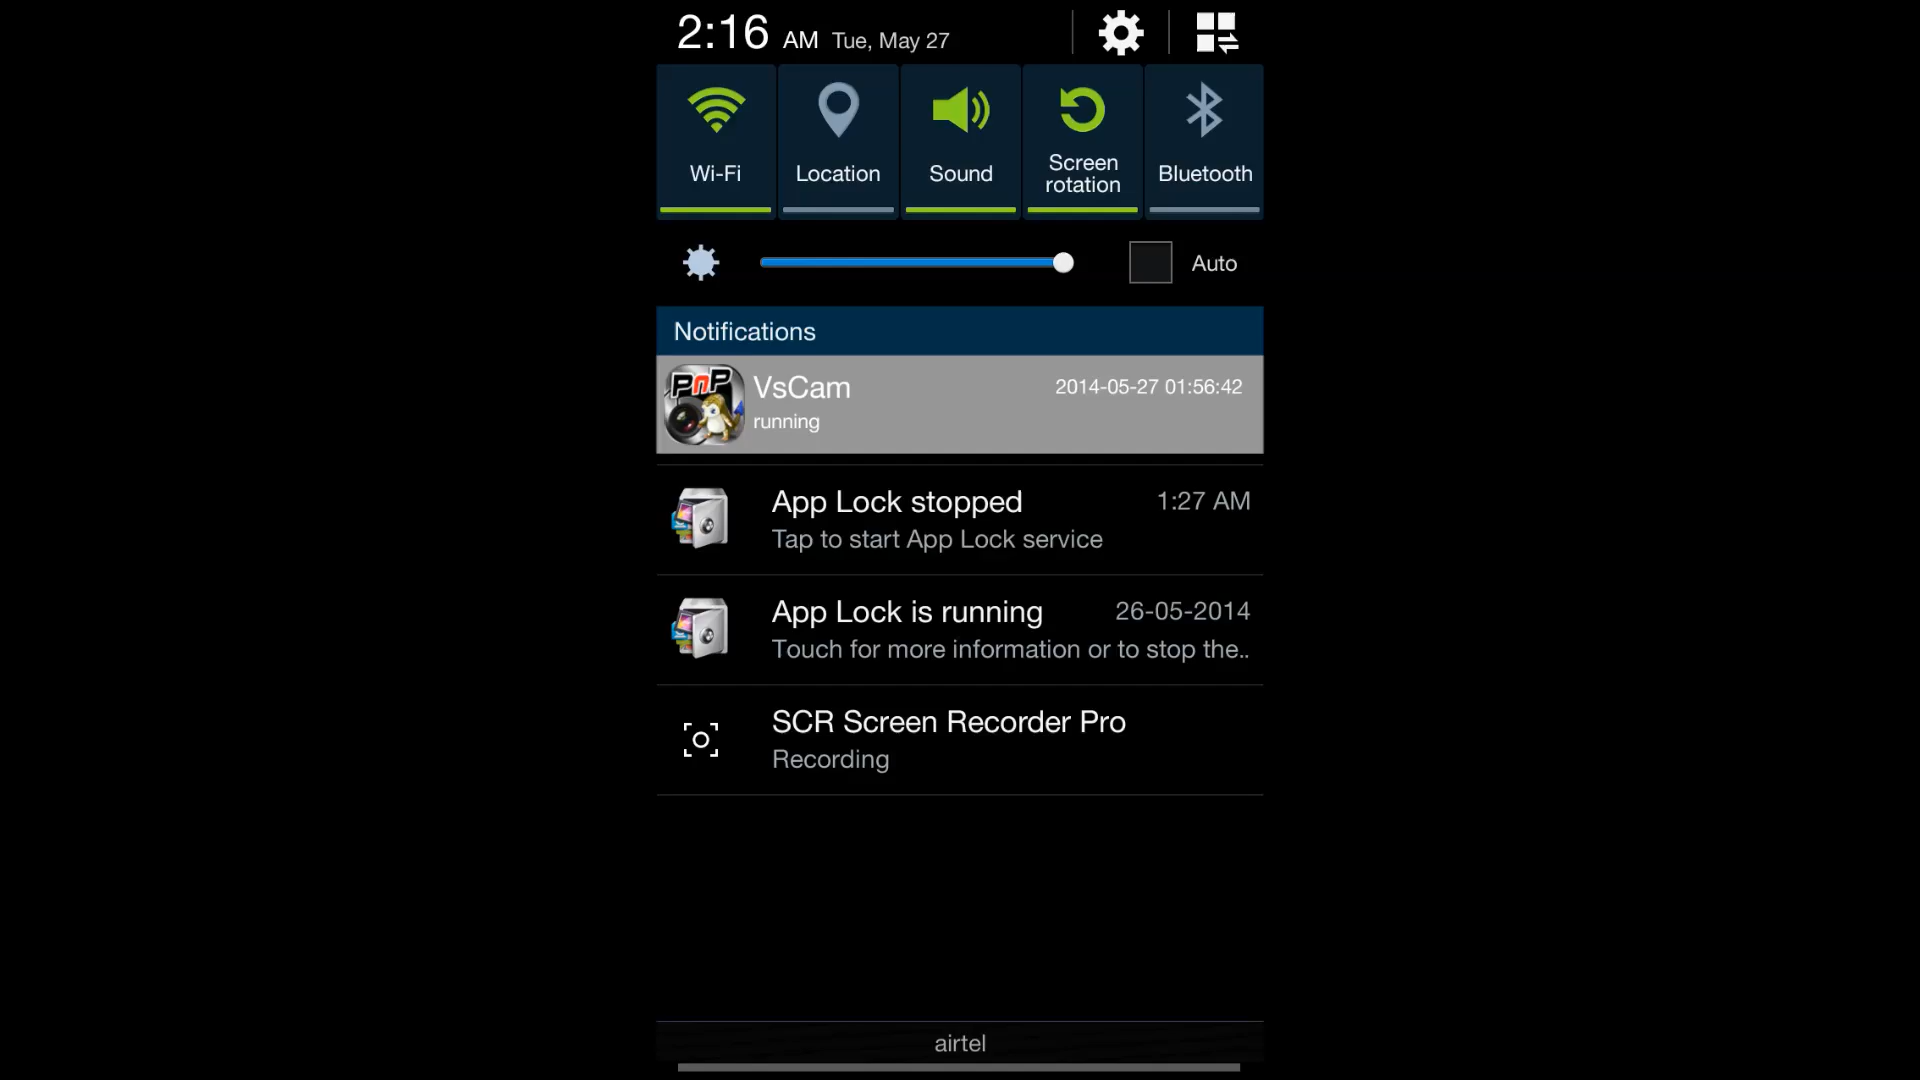 2:16 AM Tue, May 27
Wi-Fi
Location
Sound
Screen
rotation
Bluetooth
Auto
Notifications
PnP
VsCam 2014-05-27 01:56:42
running
App Lock stopped 1:27 AM
Tap to start App Lock service
App Lock is running 26-05-2014
Touch for more information or to stop the..
SCR Screen Recorder Pro
Recording
airtel